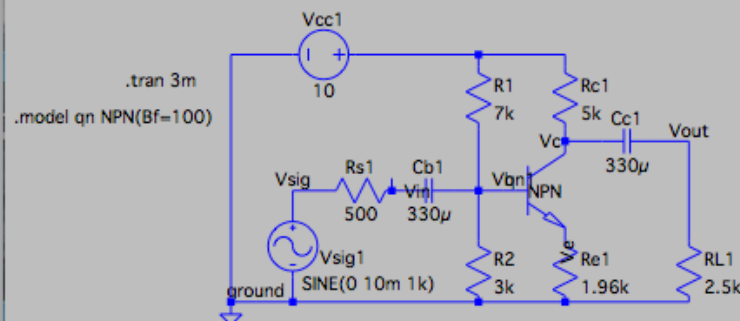 Vcc1
10
.tran 3m
.model qn NPN(Bf=100)
R1
7k
Rc1
5k
Cc1
330µ
Vc
Vout
Vsig
Rs1
500
Vin
Cb1
330µ
Vb
qn1
NPN
Vsig1
SINE(0 10m 1k)
R2
3k
Ve
Re1
1.96k
RL1
2.5k
ground